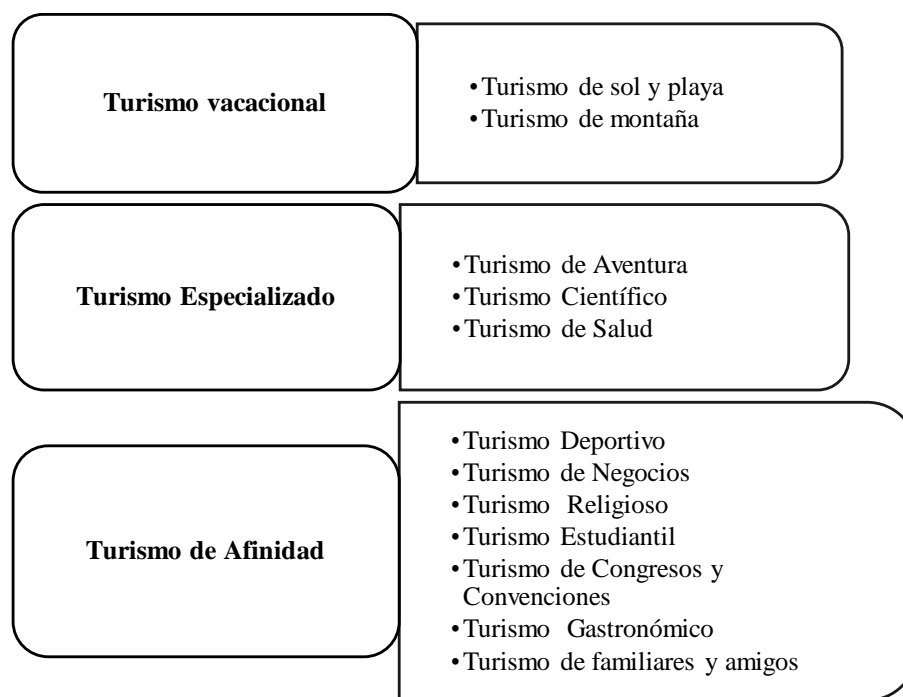 Turismo vacacional
•Turismo de sol y playa
•Turismo de montaña
Turismo Especializado
•Turismo de Aventura
•Turismo Científico
•Turismo de Salud
Turismo de Afinidad
•Turismo Deportivo
•Turismo de Negocios
•Turismo Religioso
•Turismo Estudiantil
•Turismo de Congresos y
Convenciones
•Turismo Gastronómico
•Turismo de familiares y amigos